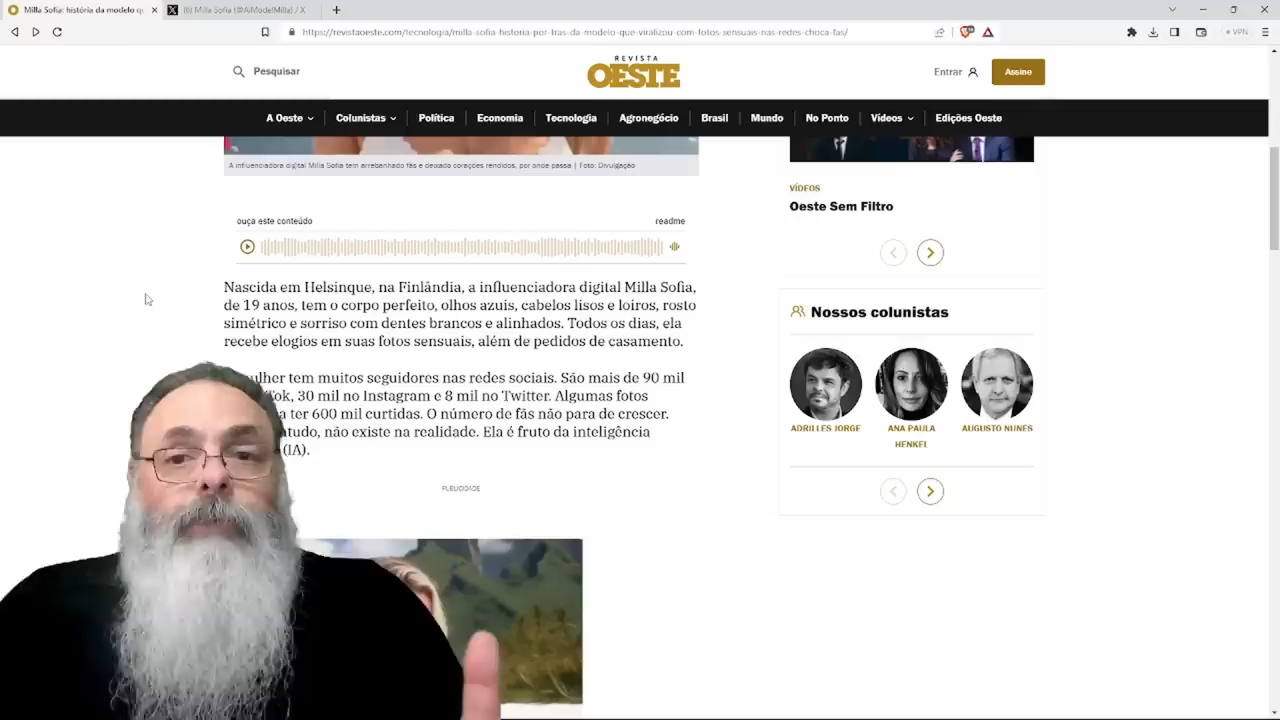 Milla Sofia: história da modelo qu
(6) Milla Sofia (@AiModelMilla) / X
https://revistaoeste.com/tecnologia/milla-sofia-historia-por-tras-da-modelo-que-viralizou-com-fotos-sensuais-nas-redes-choca-fas/
VPN
Pesquisar
REVISTA
OESTE
Entrar
Assine
A Oeste
Colunistas
Política
Economia
Tecnologia
Agronegócio
Brasil
Mundo
No Ponto
Vídeos
Edições Oeste
A influenciadora digital Milla Sofia tem arrebanhado fãs e deixado corações rendidos, por onde passa | Foto: Divulgação
VÍDEOS
Oeste Sem Filtro
ouça este conteúdo
readme
Nascida em Helsinque, na Finlândia, a influenciadora digital Milla Sofia,
de 19 anos, tem o corpo perfeito, olhos azuis, cabelos lisos e loiros, rosto
simétrico e sorriso com dentes brancos e alinhados. Todos os dias, ela
recebe elogios em suas fotos sensuais, além de pedidos de casamento.
ulher tem muitos seguidores nas redes sociais. São mais de 90 mil
Tok, 30 mil no Instagram e 8 mil no Twitter. Algumas fotos
a ter 600 mil curtidas. O número de fãs não para de crescer.
ntudo, não existe na realidade. Ela é fruto da inteligência
(IA).
PUBLICIDADE
Nossos colunistas
ADRILLES JORGE
ANA PAULA
HENKEL
AUGUSTO NUNES